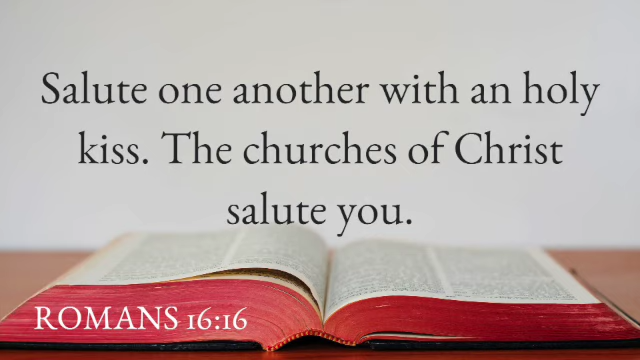 Salute one another with an holy
kiss. The churches of Christ
salute you.
ROMANS 16:16